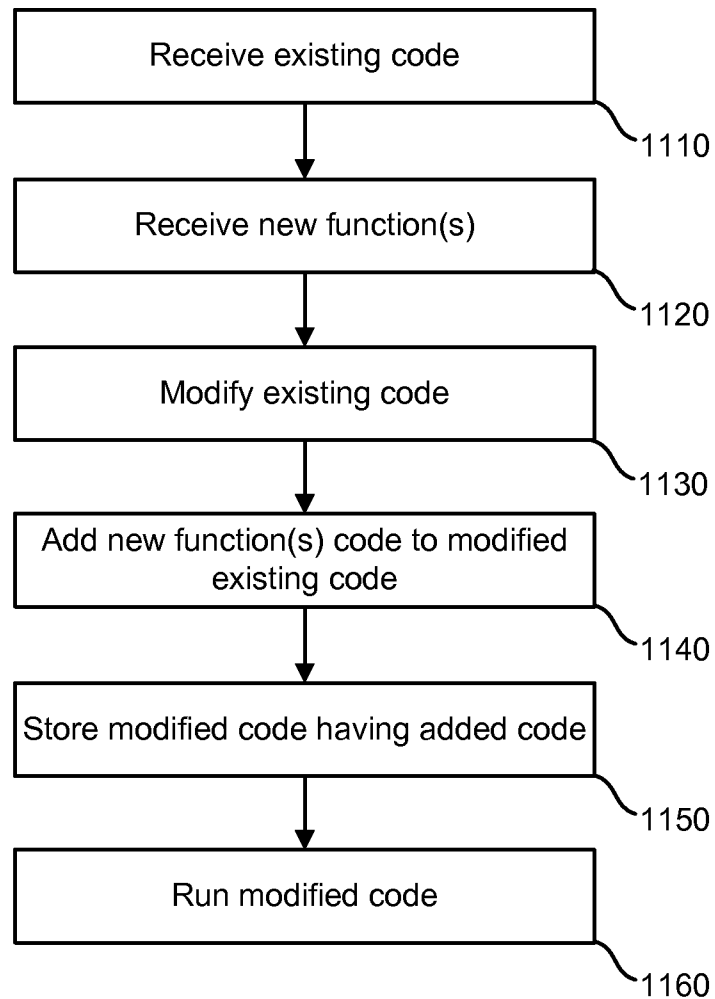 Receive existing code
1110
Receive new function(s)
1120
Modify existing code
1130
Add new function(s) code to modified
existing code
1140
Store modified code having added code
1150
Run modified code
1160